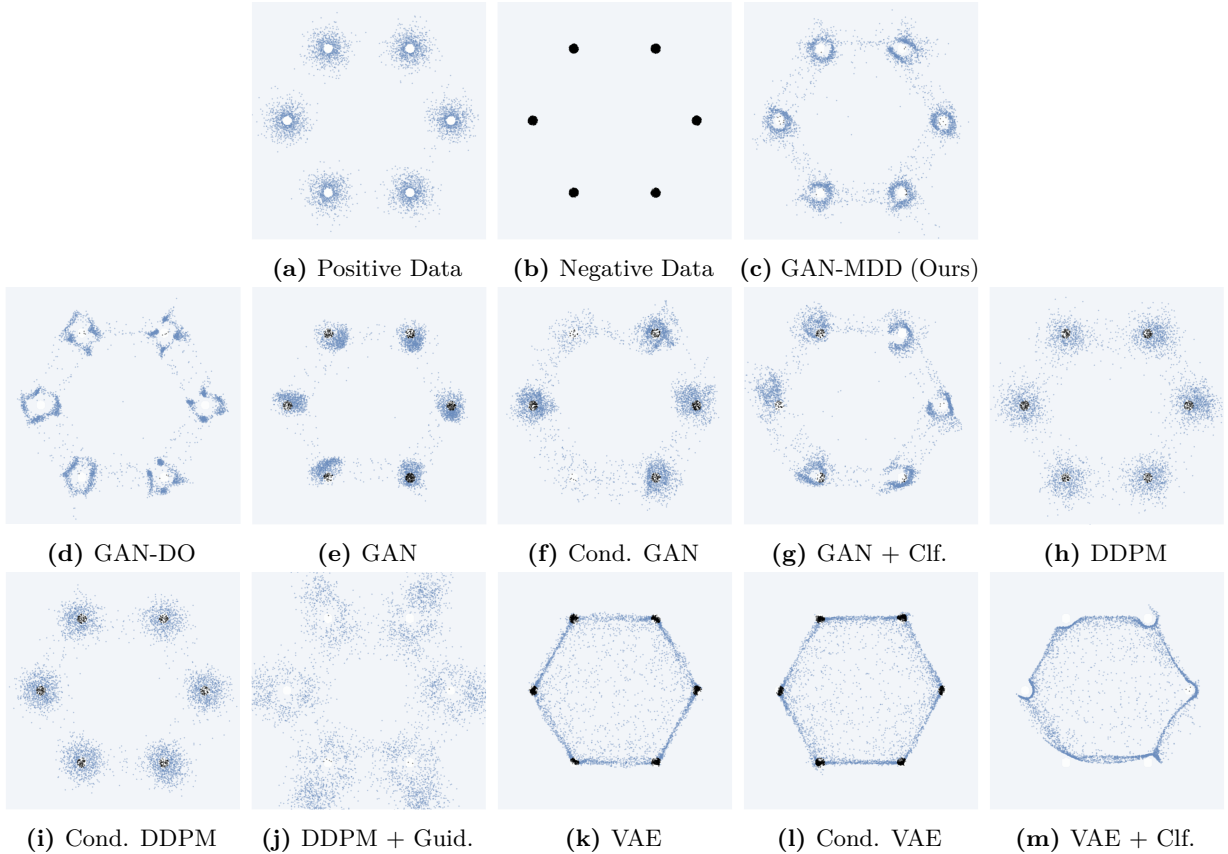 (a) Positive Data
(b) Negative Data
(c) GAN-MDD (Ours)
(d) GAN-DO
(e) GAN
(f) Cond. GAN
(g) GAN + Clf.
(h) DDPM
(i) Cond. DDPM
(j) DDPM + Guid.
(k) VAE
(l) Cond. VAE
(m) VAE + Clf.